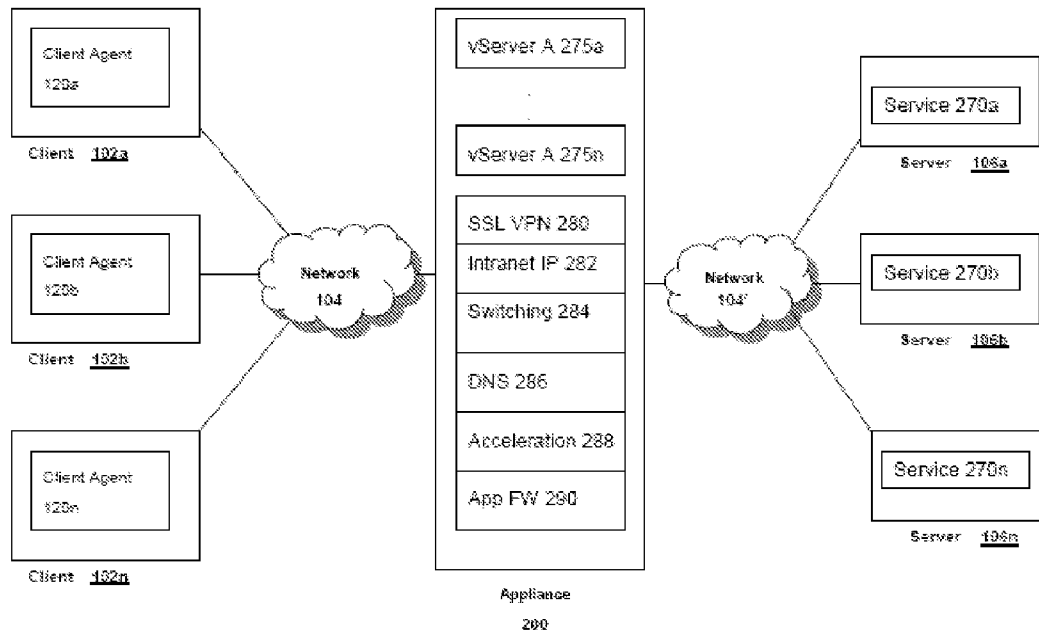 Client Agent
120a
Client 102a
Client Agent
120b
Client 102b
Client Agent
120n
Client 102n
Network
104
vServer A 275a
vServer A 275n
SSL VPN 280
Intranet IP 282
Switching 284
DNS 286
Acceleration 288
App FW 290
Appliance
200
Network
104'
Service 270a
Server 106a
Service 270b
Server 106b
Service 270n
Server 106n